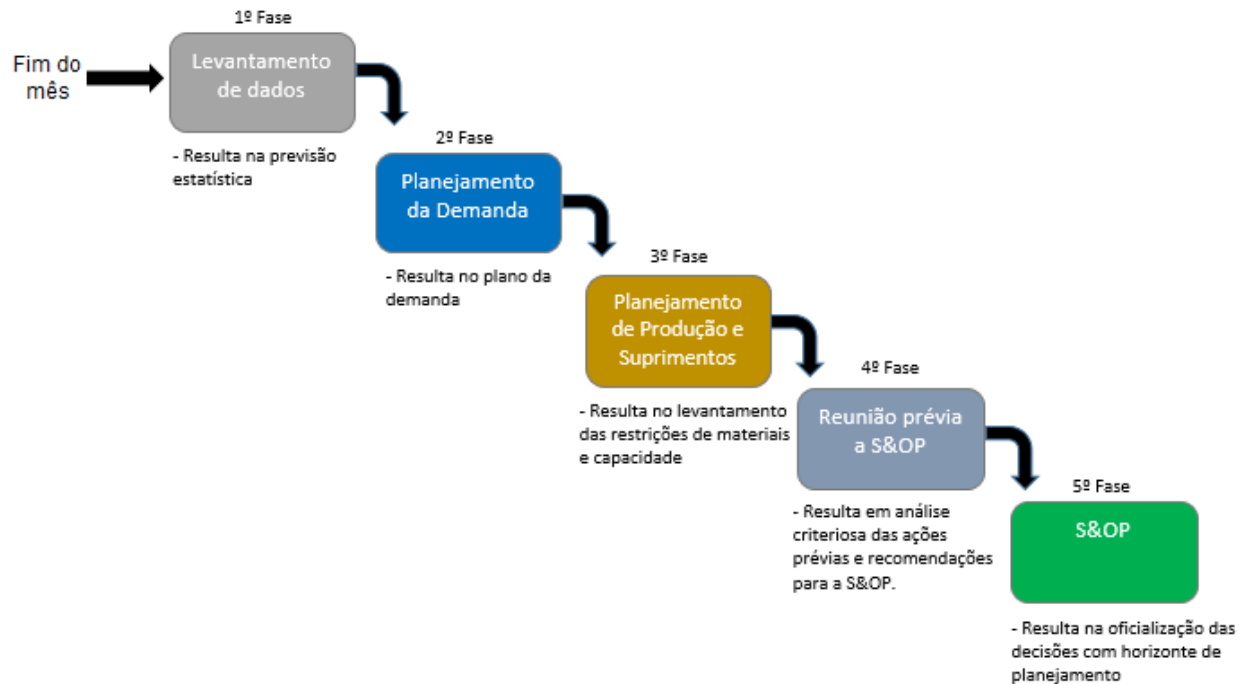 1º Fase
Fim do
mês
Levantamento
de dados
- Resulta na previsão
estatística
2º Fase
Planejamento
da Demanda
- Resulta no plano da
demanda
3º Fase
Planejamento
de Produção e
Suprimentos
- Resulta no levantamento
das restrições de materiais
e capacidade
4º Fase
Reunião prévia
a S&OP
- Resulta em análise
criteriosa das ações
prévias e recomendações
para a S&OP.
5º Fase
S&OP
- Resulta na oficialização das
decisões com horizonte de
planejamento